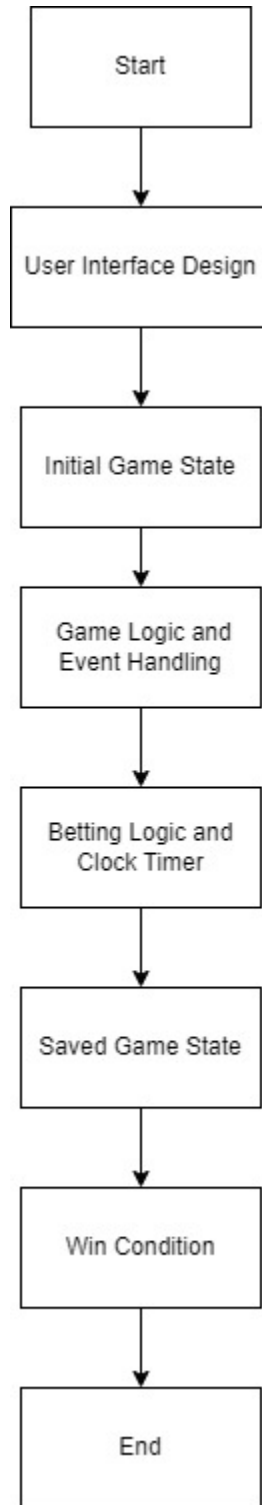 Start
User Interface Design
Initial Game State
Game Logic and
Event Handling
Betting Logic and
Clock Timer
Saved Game State
Win Condition
End